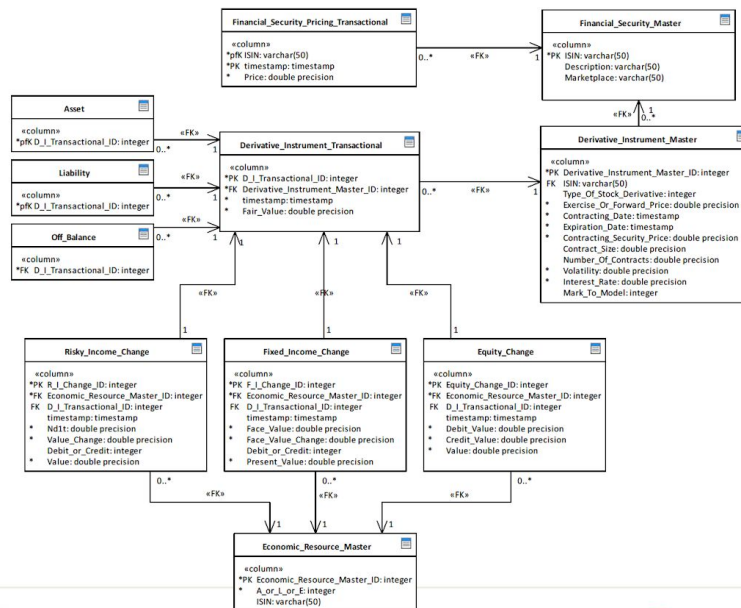 Financial_Security_Pricing_Transactional
«column»
*pfK ISIN: varchar(50)
*PK timestamp: timestamp
* Price: double precision
0..*
«FK»
1
Financial_Security_Master
«column»
*PK ISIN: varchar(50)
Description: varchar(50)
Marketplace: varchar(50)
«FK»
1
0..*
Asset
«column»
*pfK D_I_Transactional_ID: integer
«FK»
0..*
1
Liability
«column»
*pfK D_I_Transactional_ID: integer
«FK»
0..*
1
Off_Balance
«column»
*FK D_I_Transactional_ID: integer
«FK»
0..*
1
Derivative_Instrument_Transactional
«column»
*PK D_I_Transactional_ID: integer
*FK Derivative_Instrument_Master_ID: integer
* timestamp: timestamp
* Fair_Value: double precision
0..*
«FK»
1
Derivative_Instrument_Master
«column»
*PK Derivative_Instrument_Master_ID: integer
FK ISIN: varchar(50)
Type_Of_Stock_Derivative: integer
* Exercise_Or_Forward_Price: double precision
* Contracting_Date: timestamp
* Expiration_Date: timestamp
* Contracting_Security_Price: double precision
Contract_Size: double precision
Number_Of_Contracts: double precision
* Volatility: double precision
* Interest_Rate: double precision
Mark_To_Model: integer
1
1
1
«FK»
«FK»
«FK»
1
1
1
Risky_Income_Change
«column»
*PK R_I_Change_ID: integer
*FK Economic_Resource_Master_ID: integer
FK D_I_Transactional_ID: integer
timestamp: timestamp
* Nd1t: double precision
* Value_Change: double precision
Debit_or_Credit: integer
* Value: double precision
Fixed_Income_Change
«column»
*PK F_I_Change_ID: integer
*FK Economic_Resource_Master_ID: integer
FK D_I_Transactional_ID: integer
timestamp: timestamp
* Face_Value: double precision
* Face_Value_Change: double precision
Debit_or_Credit: integer
* Present_Value: double precision
Equity_Change
«column»
*PK Equity_Change_ID: integer
*FK Economic_Resource_Master_ID: integer
FK D_I_Transactional_ID: integer
timestamp: timestamp
* Debit_Value: double precision
* Credit_Value: double precision
* Value: double precision
0..*
0..*
0..*
«FK»
«FK»
«FK»
1
1
1
Economic_Resource_Master
«column»
*PK Economic_Resource_Master_ID: integer
* A_or_L_or_E: integer
ISIN: varchar(50)